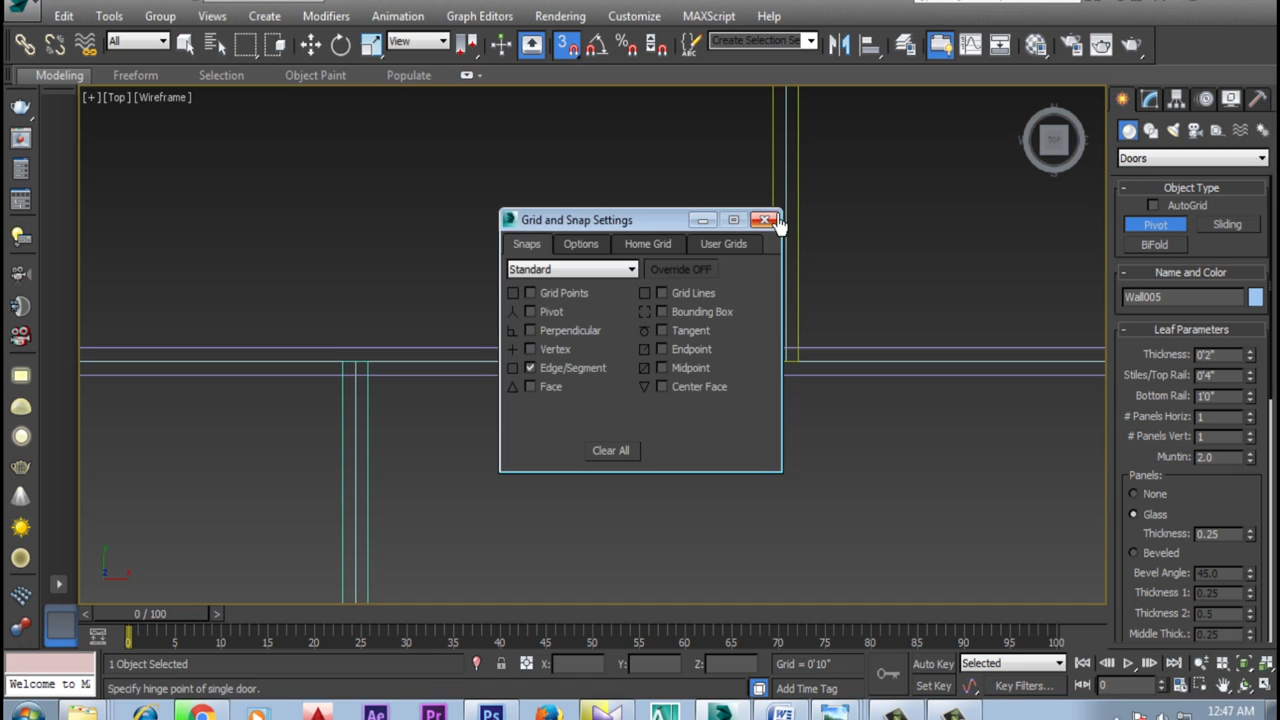 Edit Tools Group Views Create Modifiers Animation Graph Editors Rendering Customize MAXScript Help
All View 3 % ABC Create Selection Se
Modeling Freeform Selection Object Paint Populate
[+] [Top ] [Wireframe ]
TOP
Doors
Object Type
AutoGrid
Pivot Sliding
BiFold
Name and Color
Wall005
Leaf Parameters
Thickness: 0'2"
Stiles/Top Rail: 0'4"
Bottom Rail: 1'0"
# Panels Horiz: 1
# Panels Vert: 1
Muntin: 2.0
Panels:
None
Glass
Thickness: 0.25
Beveled
Bevel Angle: 45.0
Thickness 1: 0.25
Thickness 2: 0.5
Middle Thick.: 0.25
Grid and Snap Settings
Snaps Options Home Grid User Grids
Standard Override OFF
Grid Points Grid Lines
Pivot Bounding Box
Perpendicular Tangent
Vertex Endpoint
Edge/Segment Midpoint
Face Center Face
Clear All
y
x
z
< 0 / 100 >
0 5 10 15 20 25 30 35 40 45 50 55 60 65 70 75 80 85 90 95 100
1 Object Selected X: Y: Z: Grid = 0'10" Auto Key Selected
Welcome to M Specify hinge point of single door. Add Time Tag Set Key Key Filters... 0
Ae Pr Ps W
12:47 AM